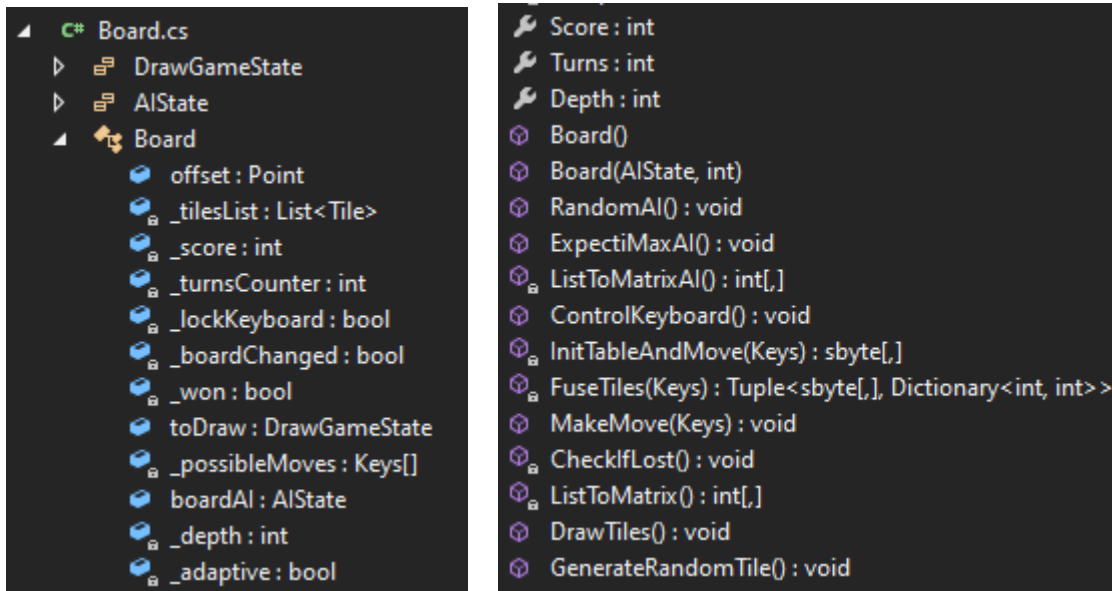 C# Board.cs
DrawGameState
AIState
Board
offset : Point
_tilesList : List<Tile>
_score : int
_turnsCounter : int
_lockKeyboard : bool
_boardChanged : bool
_won : bool
toDraw : DrawGameState
_possibleMoves : Keys[]
boardAI : AIState
_depth : int
_adaptive : bool
Score : int
Turns : int
Depth : int
Board()
Board(AIState, int)
RandomAI() : void
ExpectiMaxAI() : void
ListToMatrixAI() : int[,]
ControlKeyboard() : void
InitTableAndMove(Keys) : sbyte[,]
FuseTiles(Keys) : Tuple<sbyte[,], Dictionary<int, int>>
MakeMove(Keys) : void
CheckIfLost() : void
ListToMatrix() : int[,]
DrawTiles() : void
GenerateRandomTile() : void